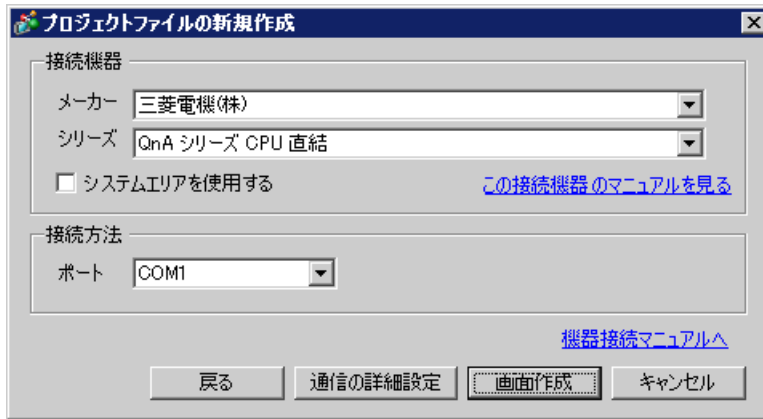 プロジェクトファイルの新規作成
接続機器
メーカー 三菱電機(株)
シリーズ QnA シリーズ CPU 直結
システムエリアを使用する この接続機器のマニュアルを見る
接続方法
ポート COM1
機器接続マニュアルへ
戻る 通信の詳細設定 画面作成 キャンセル